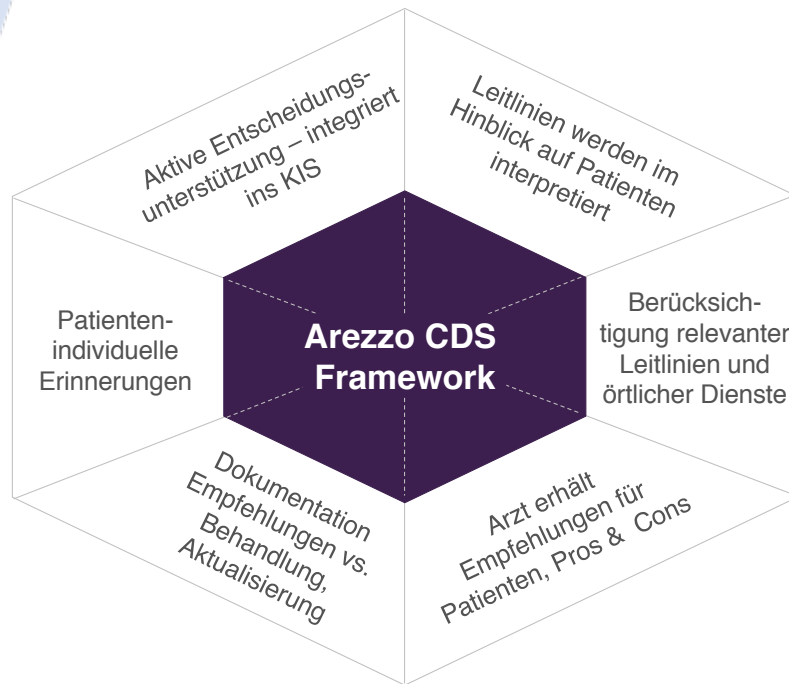 Aktive Entscheidungs-
unterstützung – integriert
ins KIS
Leitlinien werden im
Hinblick auf Patienten
interpretiert
Patienten-
individuelle
Erinnerungen
Arezzo CDS
Framework
Berücksich-
tigung relevanter
Leitlinien und
örtlicher Dienste
Dokumentation
Empfehlungen vs.
Behandlung,
Aktualisierung
Arzt erhält
Empfehlungen für
Patienten, Pros & Cons